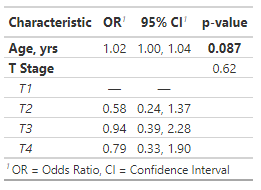 Characteristic OR¹ 95% CI¹ p-value
Age, yrs 1.02 1.00, 1.04 0.087
T Stage 0.62
T1 — —
T2 0.58 0.24, 1.37
T3 0.94 0.39, 2.28
T4 0.79 0.33, 1.90
¹ OR = Odds Ratio, CI = Confidence Interval